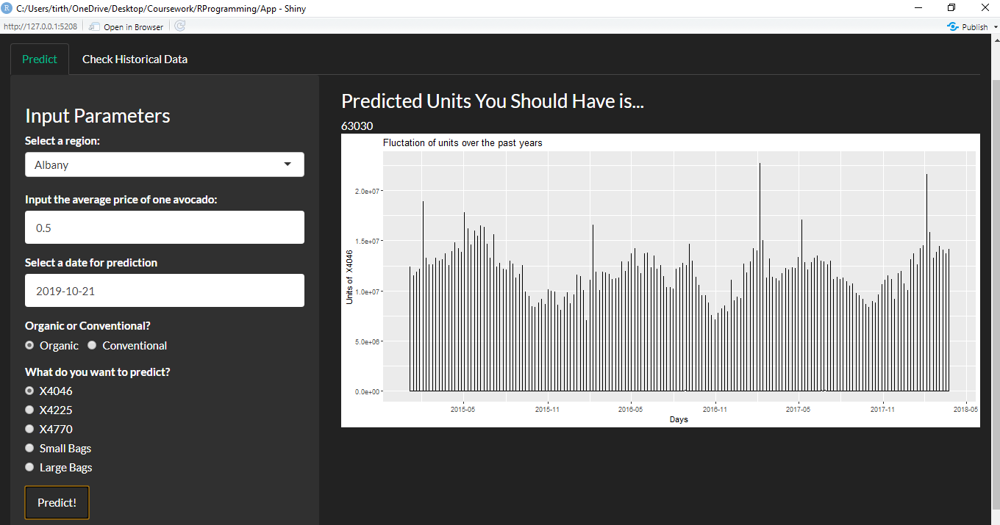 R C:/Users/tirth/OneDrive/Desktop/Coursework/RProgramming/App - Shiny
http://127.0.0.1:5208 Open in Browser Publish
Predict Check Historical Data
Input Parameters
Select a region:
Albany
Input the average price of one avocado:
0.5
Select a date for prediction
2019-10-21
Organic or Conventional?
Organic Conventional
What do you want to predict?
X4046
X4225
X4770
Small Bags
Large Bags
Predict!
Predicted Units You Should Have is...
63030
Fluctation of units over the past years
Units of X4046
2.0e+07
1.5e+07
1.0e+07
5.0e+06
0.0e+00
2015-05 2015-11 2016-05 2016-11 2017-05 2017-11 2018-05
Days